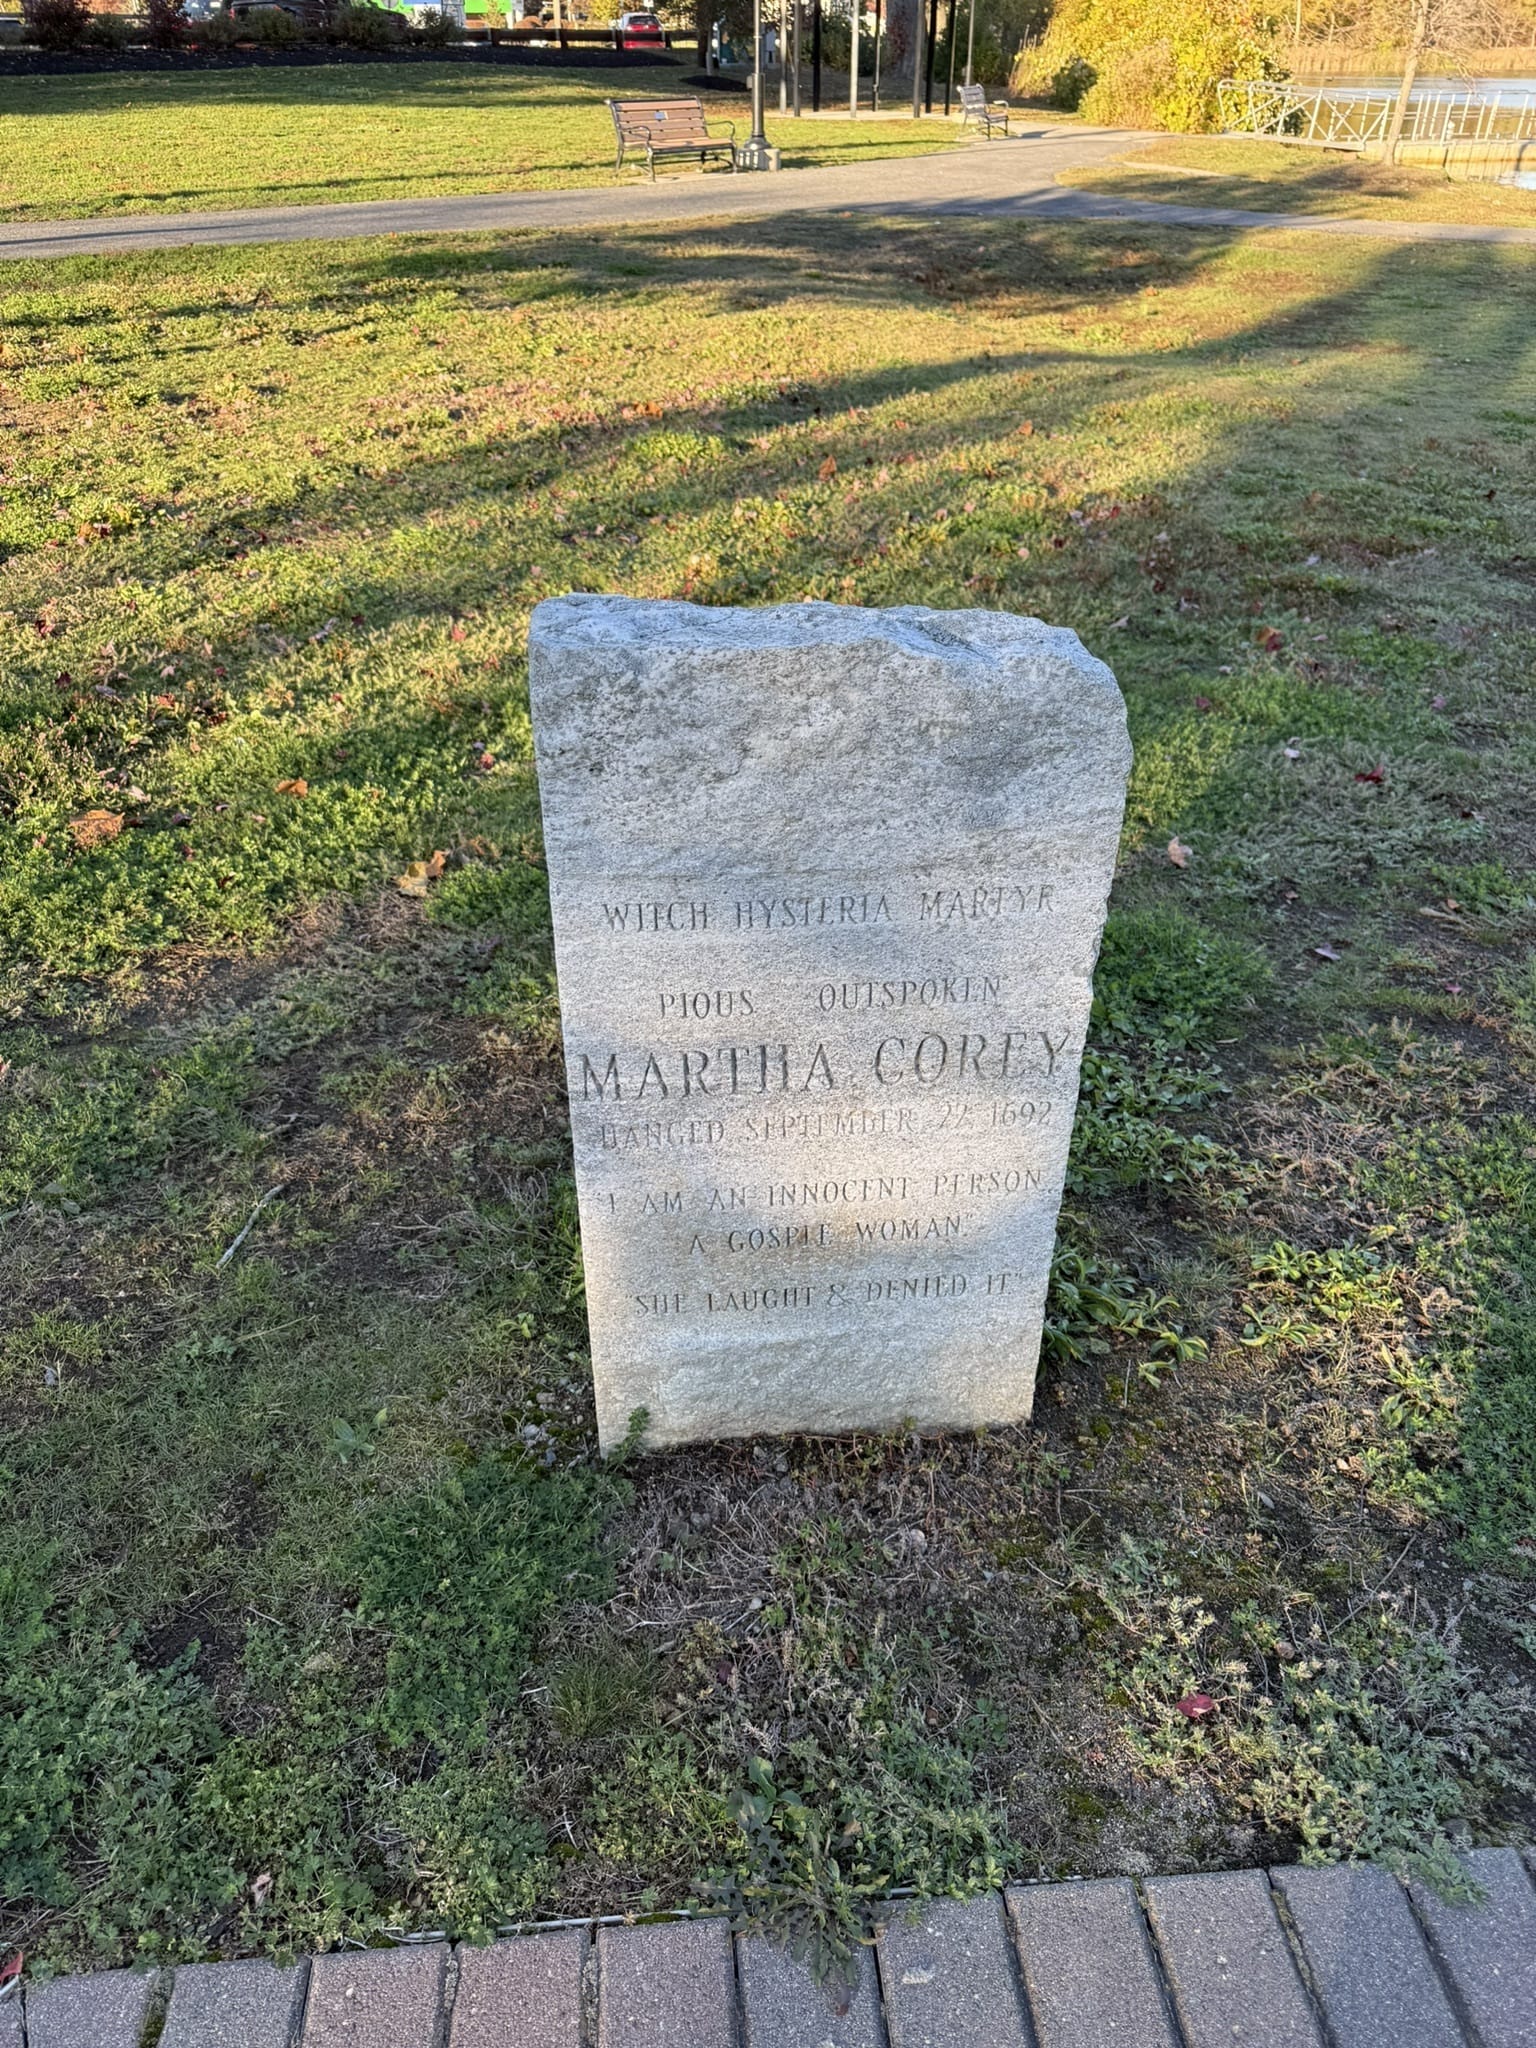 WITCH HYSTERIA MARTYR
PIOUS OUTSPOKEN
MARTHA COREY
HANGED SEPTEMBER 22, 1692
"I AM AN INNOCENT PERSON
A GOSPLE WOMAN."
"SHE LAUGHT & DENIED IT."